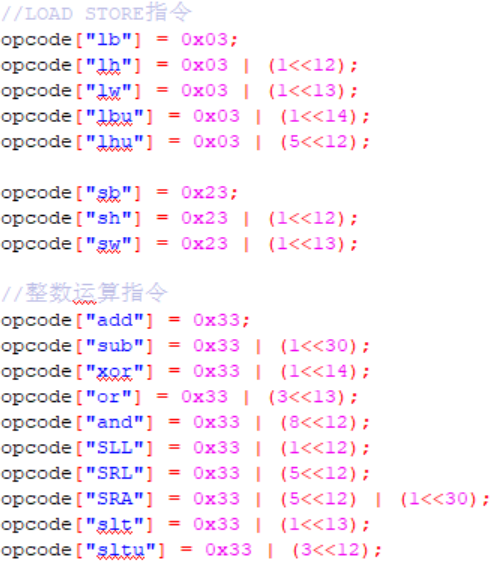 //LOAD STORE指令
opcode["lb"] = 0x03;
opcode["lh"] = 0x03 | (1<<12);
opcode["lw"] = 0x03 | (1<<13);
opcode["lbu"] = 0x03 | (1<<14);
opcode["lhu"] = 0x03 | (5<<12);
opcode["sb"] = 0x23;
opcode["sh"] = 0x23 | (1<<12);
opcode["sw"] = 0x23 | (1<<13);
//整数运算指令
opcode["add"] = 0x33;
opcode["sub"] = 0x33 | (1<<30);
opcode["xor"] = 0x33 | (1<<14);
opcode["or"] = 0x33 | (3<<13);
opcode["and"] = 0x33 | (8<<12);
opcode["SLL"] = 0x33 | (1<<12);
opcode["SRL"] = 0x33 | (5<<12);
opcode["SRA"] = 0x33 | (5<<12) | (1<<30);
opcode["slt"] = 0x33 | (1<<13);
opcode["sltu"] = 0x33 | (3<<12);